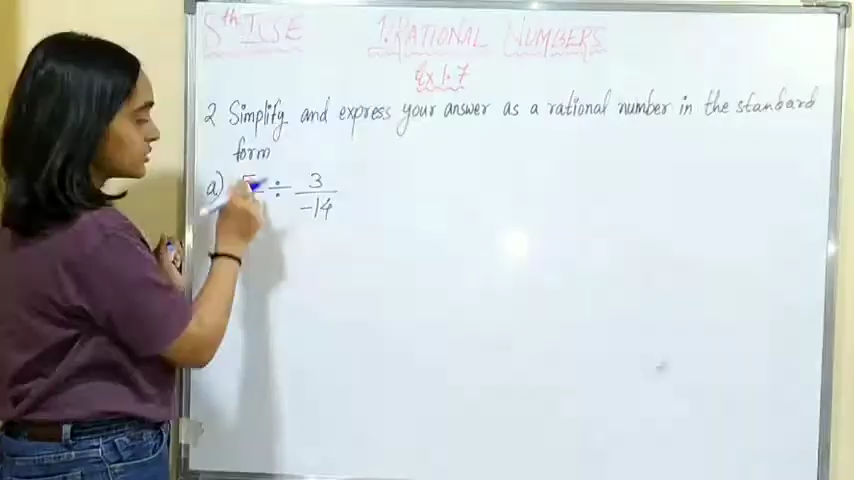 8th ICSE 1. RATIONAL NUMBERS
Ex 1.7
2 Simplify and express your answer as a rational number in the standard
form
a) ÷ 3/-14